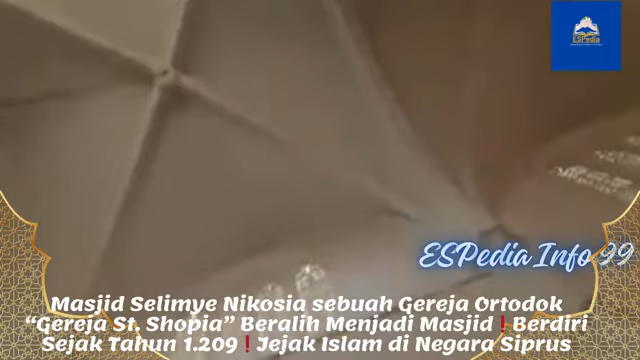 ESPedia
ESPedia Info 99
Masjid Selimye Nikosia sebuah Gereja Ortodok
“Gereja St. Shopia” Beralih Menjadi Masjid❗Berdiri
Sejak Tahun 1.209❗Jejak Islam di Negara Siprus